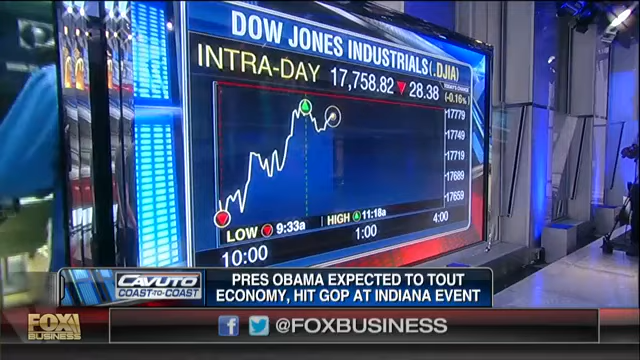 DOW JONES INDUSTRIALS(.DJIA)
INTRA-DAY 17,758.82 28.38
TODAY'S CHANGE
(-0.16%)
17779
17749
17719
17689
17659
LOW 9:33a HIGH 11:18a
10:00 1:00 4:00
CAVUTO
COAST-TO-COAST
PRES OBAMA EXPECTED TO TOUT
ECONOMY, HIT GOP AT INDIANA EVENT
FOX
BUSINESS
@FOXBUSINESS